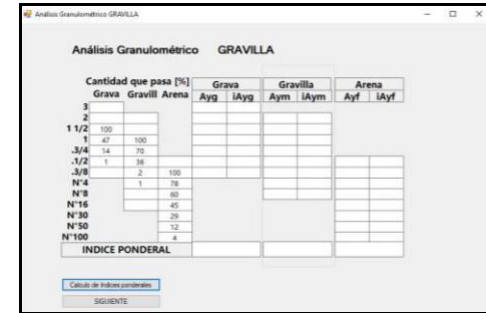 Análisis Granulométrico GRAVILLA
Análisis Granulométrico GRAVILLA
Cantidad que pasa [%] Grava Gravilla Arena
Grava Gravill Arena Ayg iAyg Aym iAym Ayf iAyf
3
2
1 1/2 100
1 47 100
.3/4 14 70
.1/2 1 38
.3/8 2 100
N°4 1 78
N°8 60
N°16 45
N°30 29
N°50 12
N°100 4
INDICE PONDERAL
Calculo de Indices ponderales
SIGUIENTE